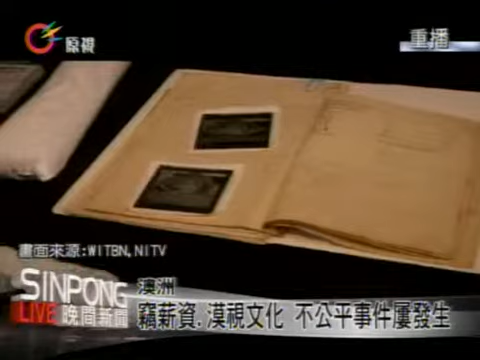 原視
重播
畫面來源:WITBN,NITV
SINPONG
LIVE 晚間新聞
澳洲
竊薪資.漠視文化 不公平事件屢發生